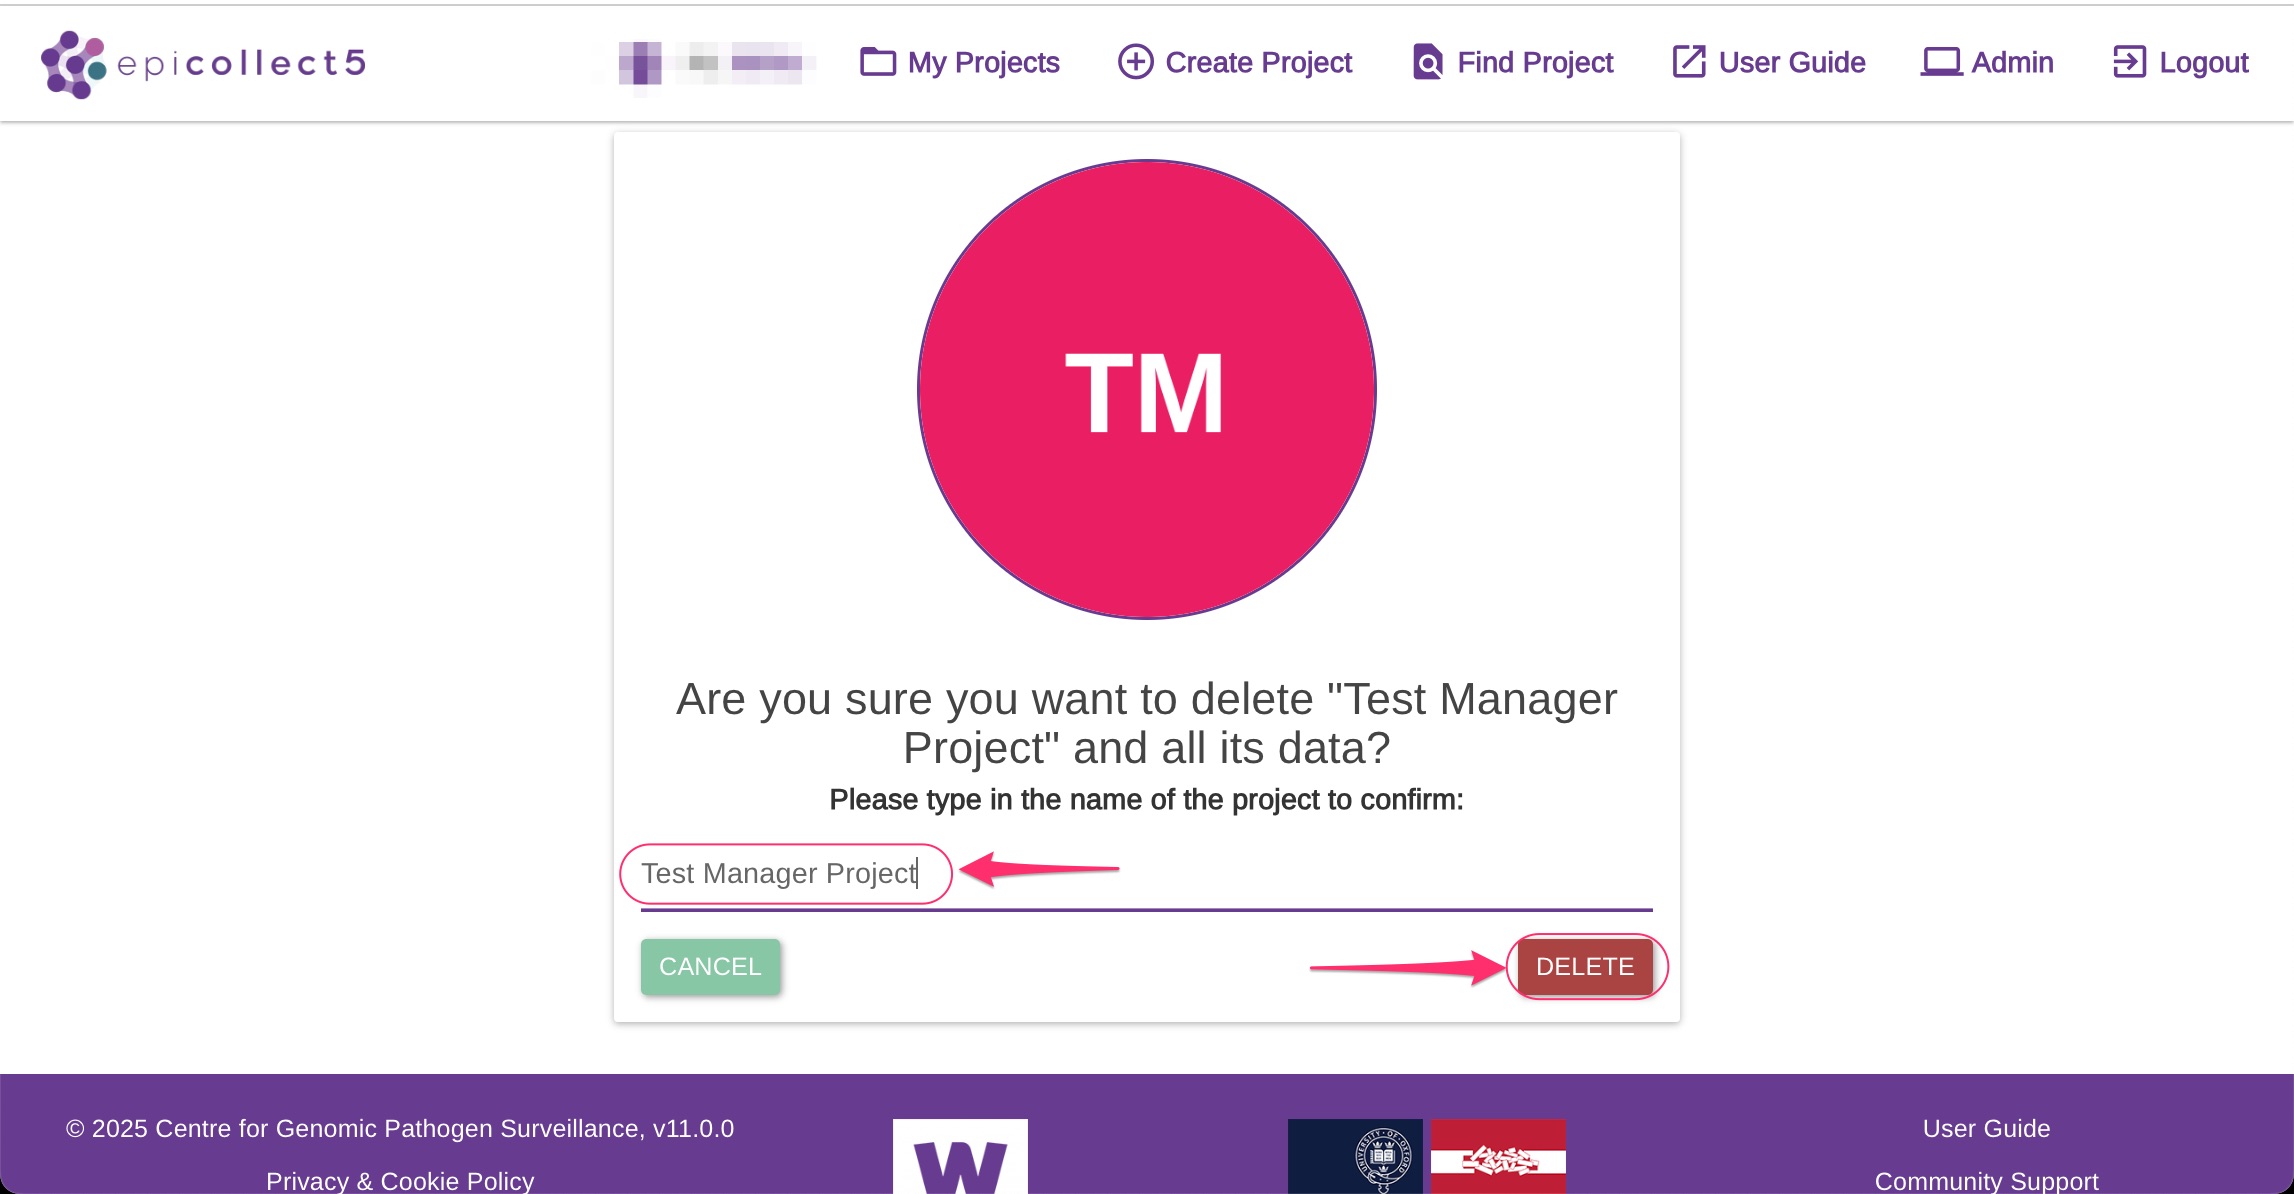 epicollect5
My Projects
Create Project
Find Project
User Guide
Admin
Logout
TM
Are you sure you want to delete "Test Manager
Project" and all its data?
Please type in the name of the project to confirm:
Test Manager Project
CANCEL
DELETE
© 2025 Centre for Genomic Pathogen Surveillance, v11.0.0
Privacy & Cookie Policy
W
UNIVERSITY OF OXFORD
User Guide
Community Support